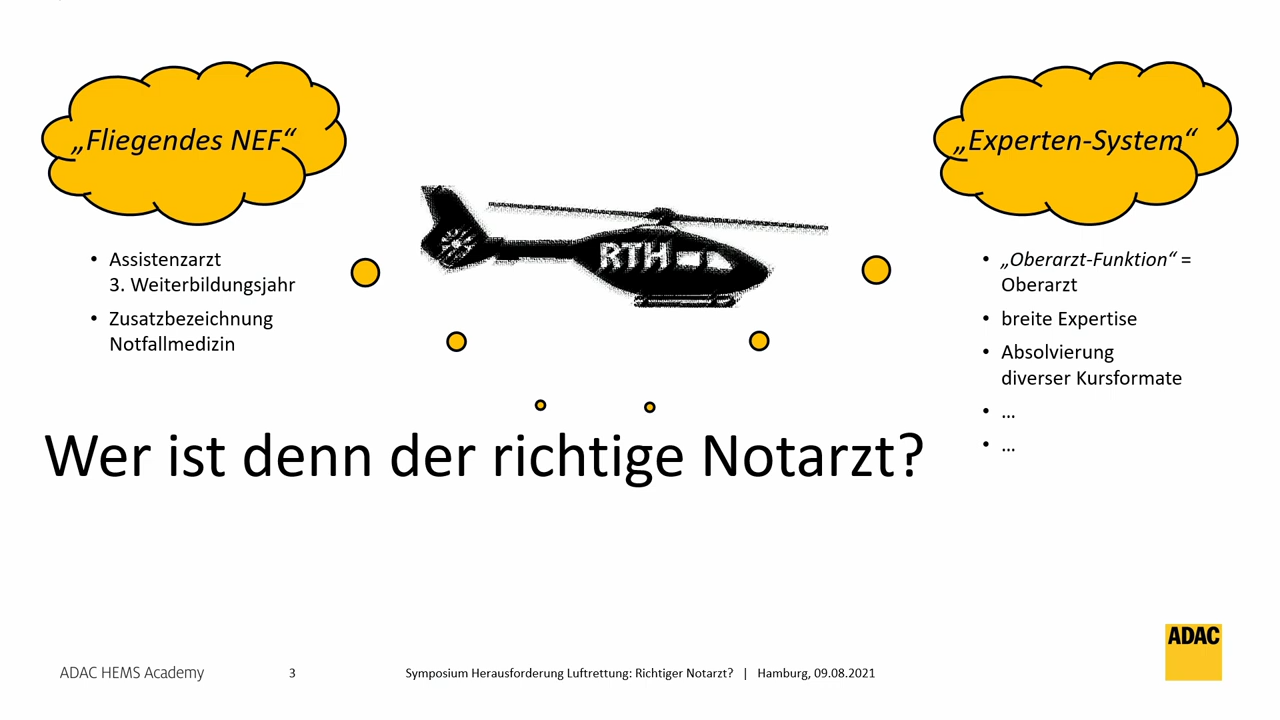 „Fliegendes NEF“
„Experten-System“
RTH
• Assistenzarzt
3. Weiterbildungsjahr
• Zusatzbezeichnung
Notfallmedizin
• „Oberarzt-Funktion“ =
Oberarzt
• breite Expertise
• Absolvierung
diverser Kursformate
• ...
• ...
Wer ist denn der richtige Notarzt?
ADAC
ADAC HEMS Academy
3
Symposium Herausforderung Luftrettung: Richtiger Notarzt? | Hamburg, 09.08.2021